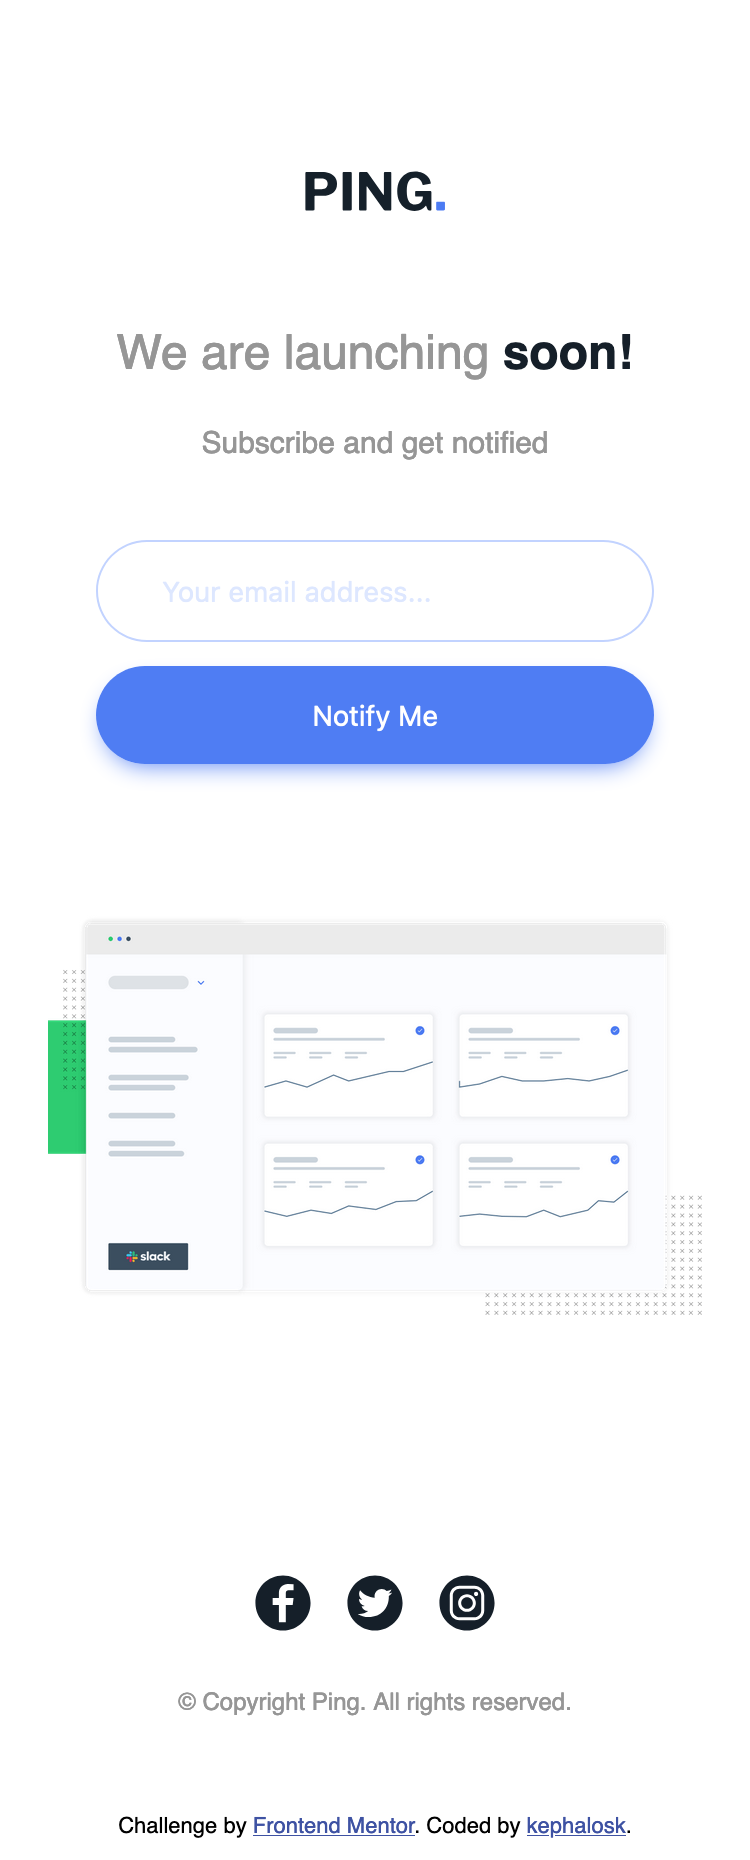 PING.
We are launching soon!
Subscribe and get notified
Your email address...
Notify Me
slack
© Copyright Ping. All rights reserved.
Challenge by Frontend Mentor. Coded by kephalosk.